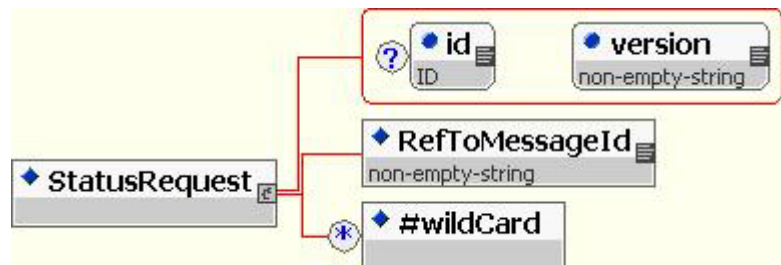 ? id version
ID non-empty-string
RefToMessageId
non-empty-string
StatusRequest
* #wildCard